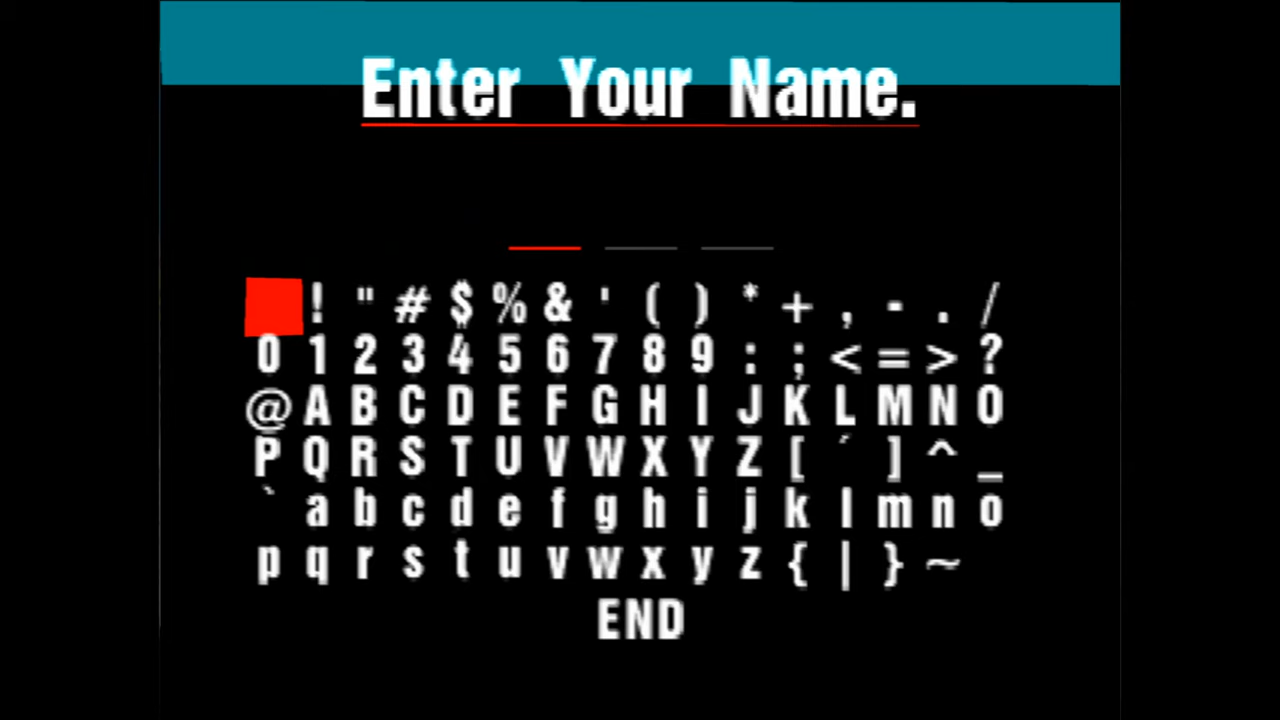 Enter Your Name.
! " # $ % & ' ( ) * + , - . /
0 1 2 3 4 5 6 7 8 9 : ; < = > ?
@ A B C D E F G H I J K L M N O
P Q R S T U V W X Y Z [ ´ ] ^ _
` a b c d e f g h i j k l m n o
p q r s t u v w x y z { | } ~
END